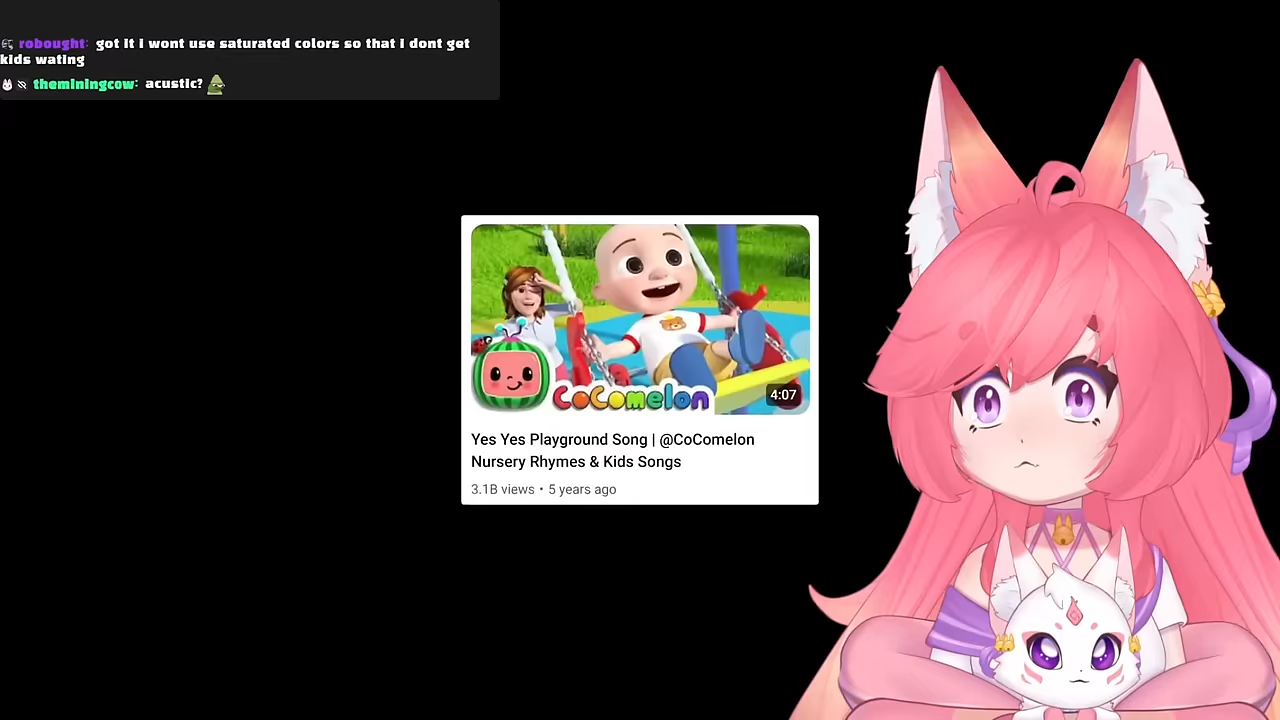 robought: got it i wont use saturated colors so that i dont get
kids wating
theminingcow: acustic?
CoComelon
4:07
Yes Yes Playground Song | @CoComelon
Nursery Rhymes & Kids Songs
3.1B views • 5 years ago